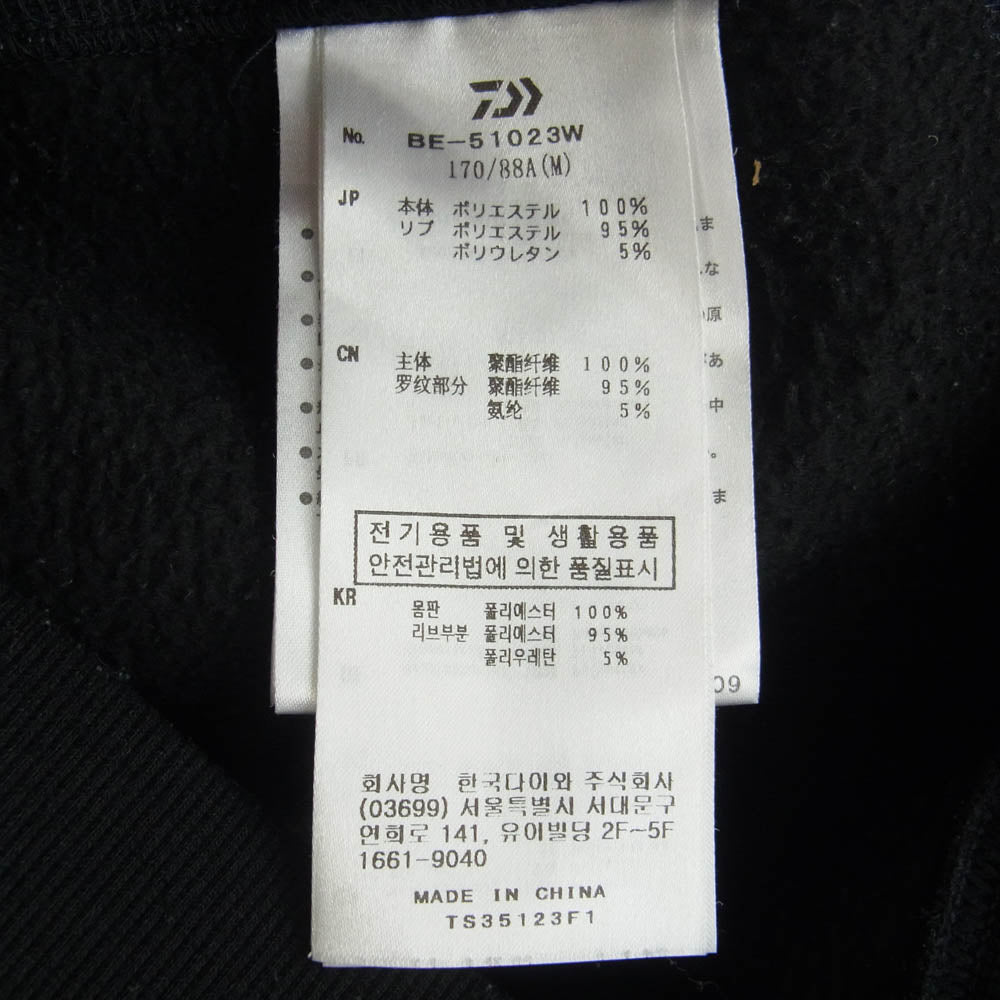 No. BE-51023W
170/88A(M)
JP 本体 ポリエステル 100%
リブ ポリエステル 95%
ポリウレタン 5%
CN 主体 聚酯纤维 100%
罗纹部分 聚酯纤维 95%
氨纶 5%
전기용품 및 생활용품
안전관리법에 의한 품질표시
KR 몸판 폴리에스터 100%
리브부분 폴리에스터 95%
폴리우레탄 5%
회사명 한국다이와 주식회사
(03699) 서울특별시 서대문구
연희로 141, 유이빌딩 2F~5F
1661-9040
MADE IN CHINA
TS35123F1
ま
な
原
あ
中
。
ま
09